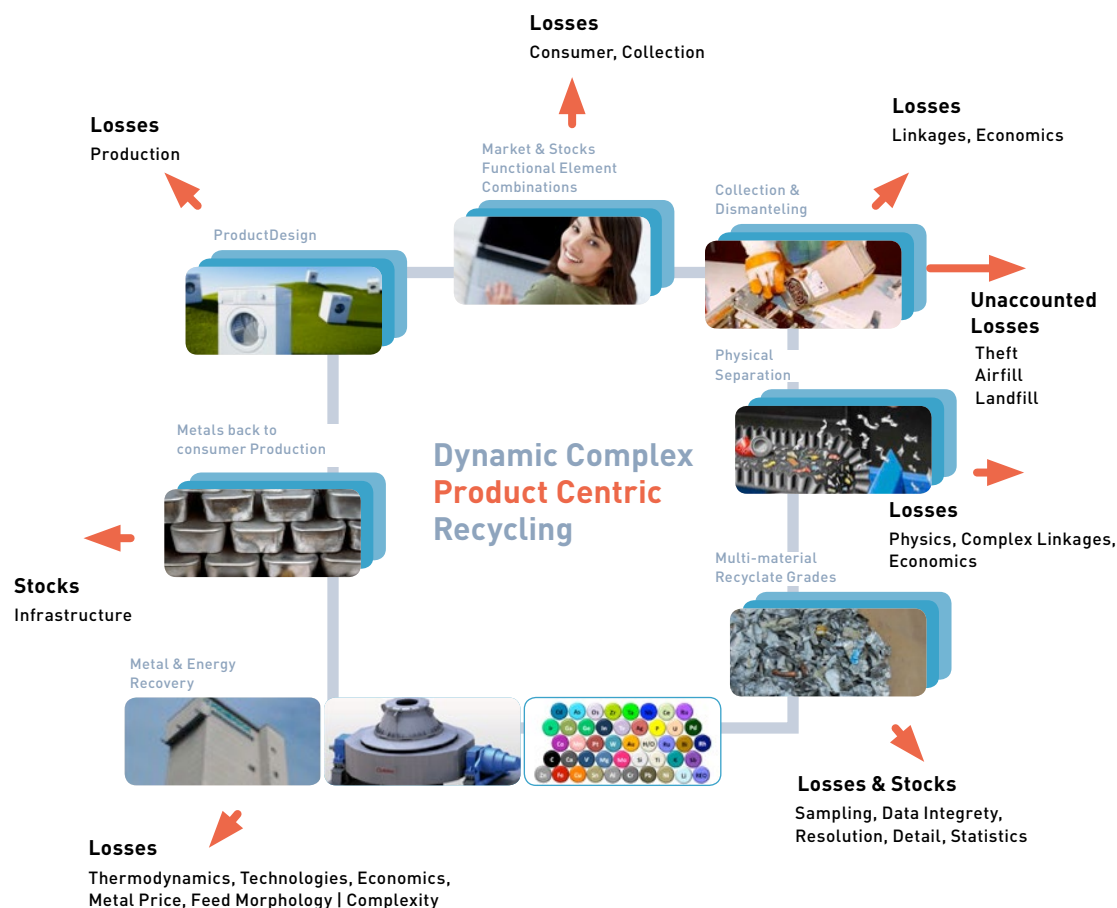 Losses
Consumer, Collection
Losses
Linkages, Economics
Losses
Production
Market & Stocks
Functional Element
Combinations
Collection &
Dismanteling
ProductDesign
Unaccounted
Losses
Theft
Airfill
Landfill
Physical
Separation
Metals back to
consumer Production
Dynamic Complex
Product Centric
Recycling
Losses
Physics, Complex Linkages,
Economics
Multi-material
Recyclate Grades
Stocks
Infrastructure
Metal & Energy
Recovery
Losses & Stocks
Sampling, Data Integrety,
Resolution, Detail, Statistics
Losses
Thermodynamics, Technologies, Economics,
Metal Price, Feed Morphology | Complexity